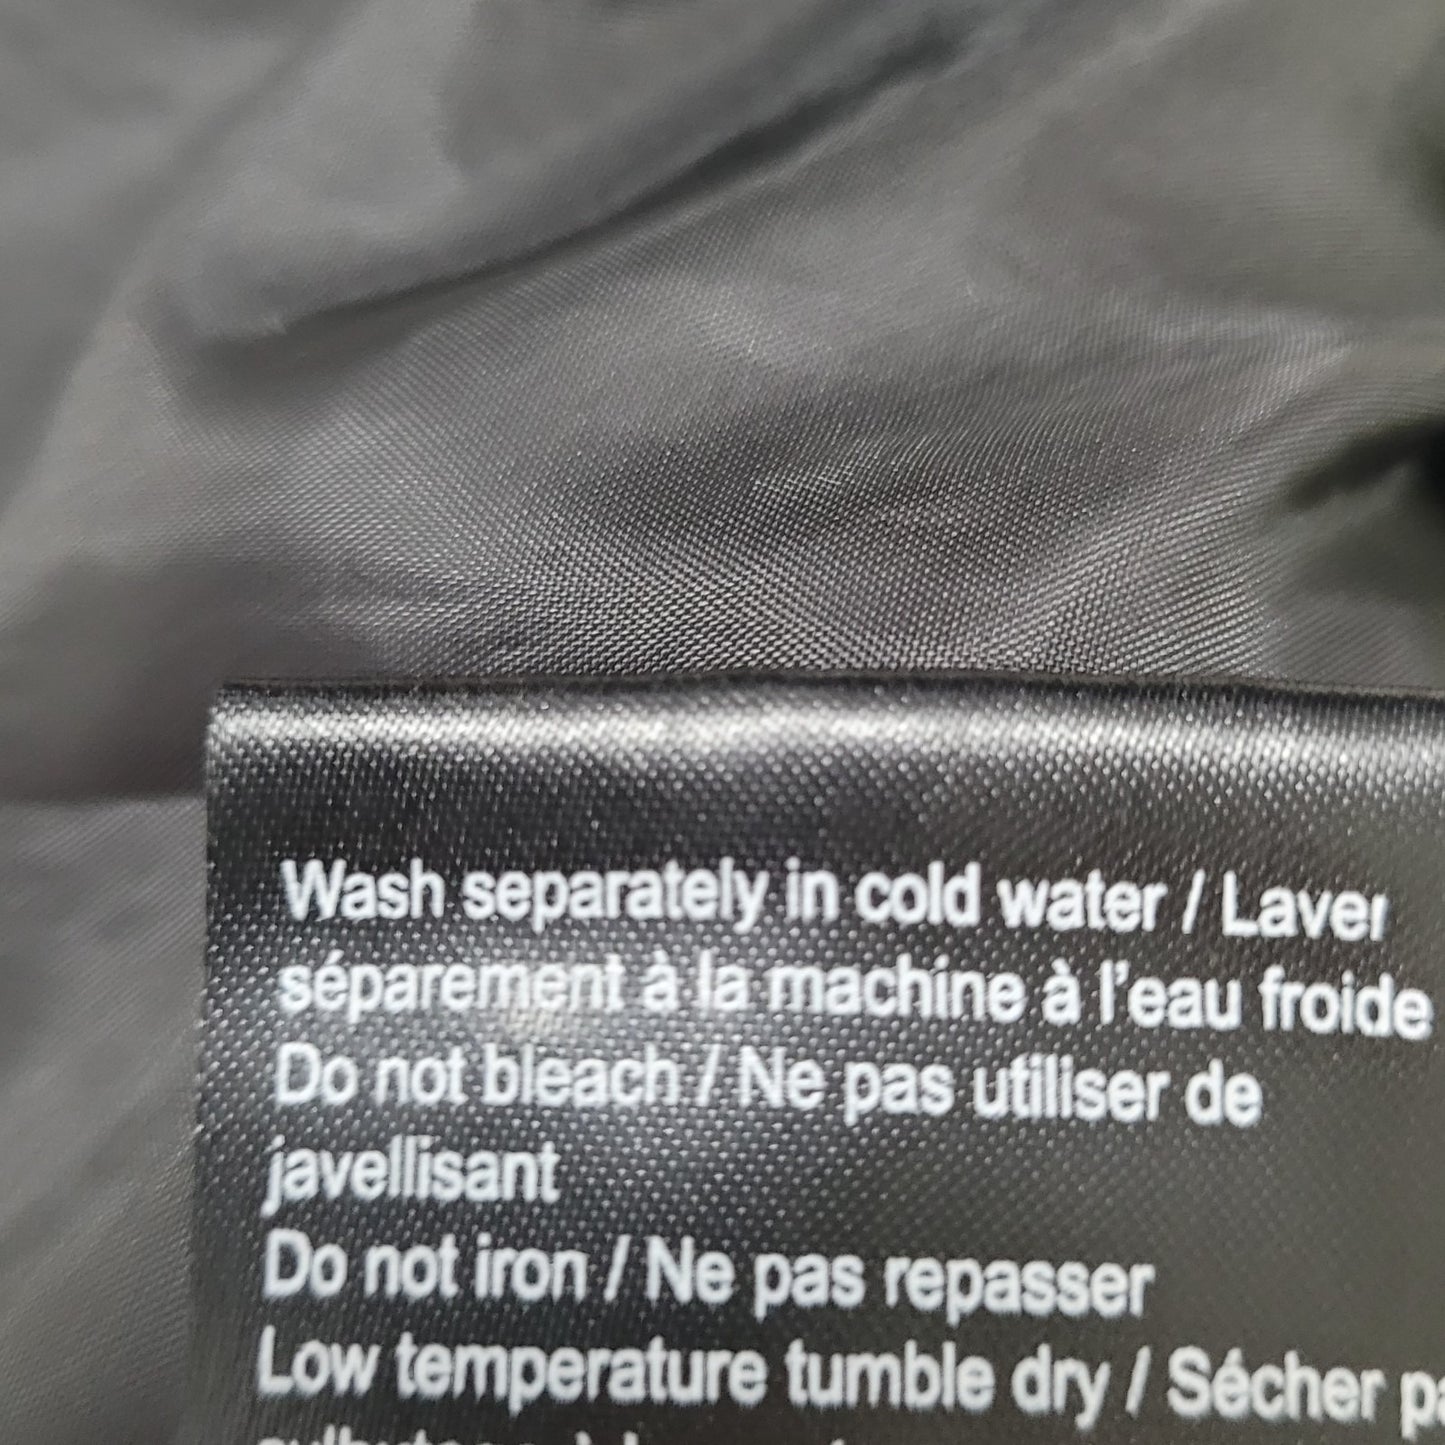 Wash separately in cold water / Laver
séparement à la machine à l'eau froide
Do not bleach / Ne pas utiliser de
javellisant
Do not iron / Ne pas repasser
Low temperature tumble dry / Sécher